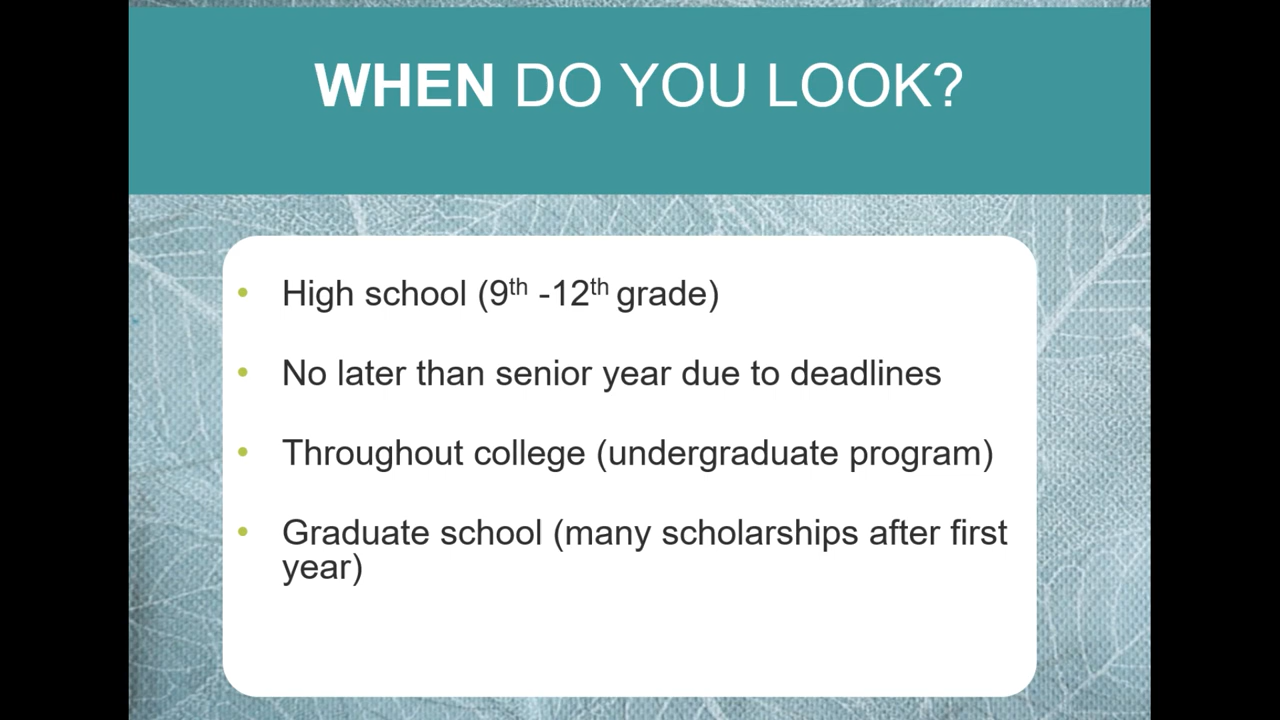 WHEN DO YOU LOOK?
• High school (9th -12th grade)
• No later than senior year due to deadlines
• Throughout college (undergraduate program)
• Graduate school (many scholarships after first
year)